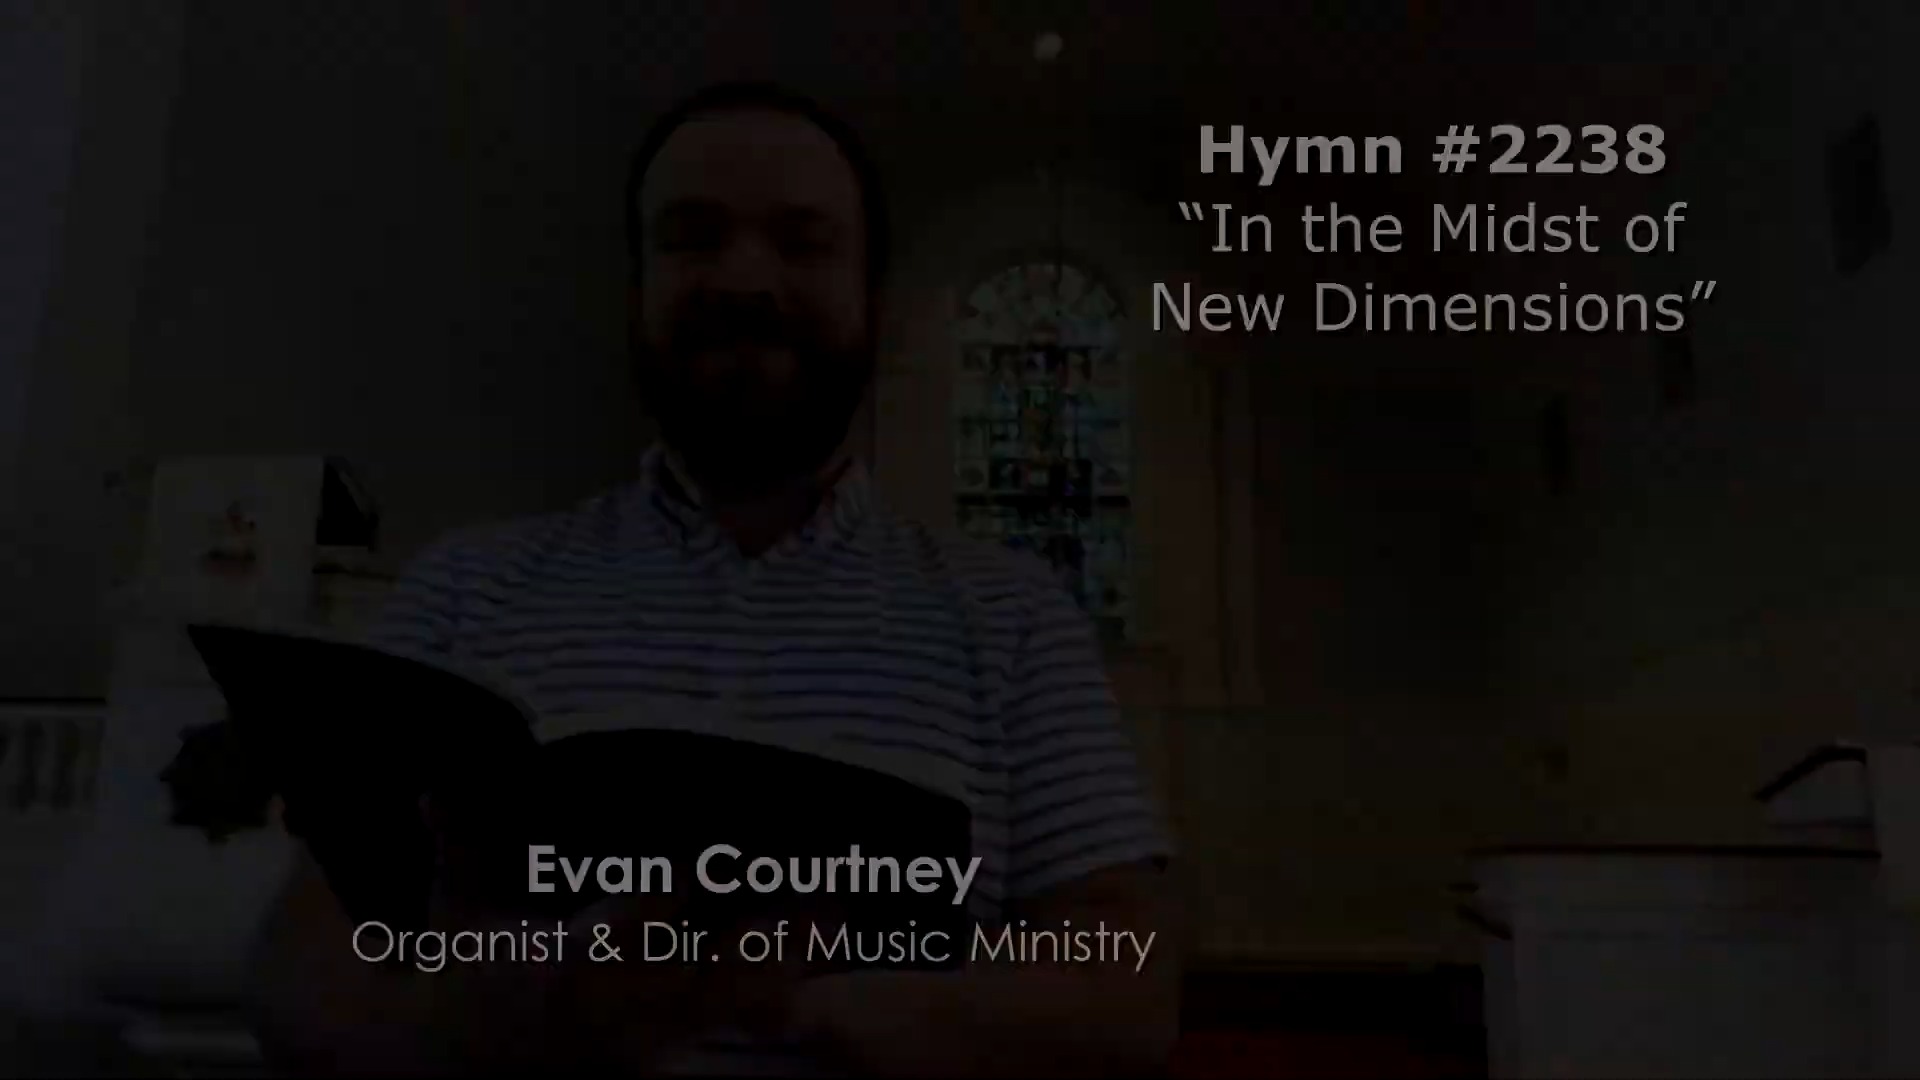 Hymn #2238
“In the Midst of
New Dimensions”
Evan Courtney
Organist & Dir. of Music Ministry